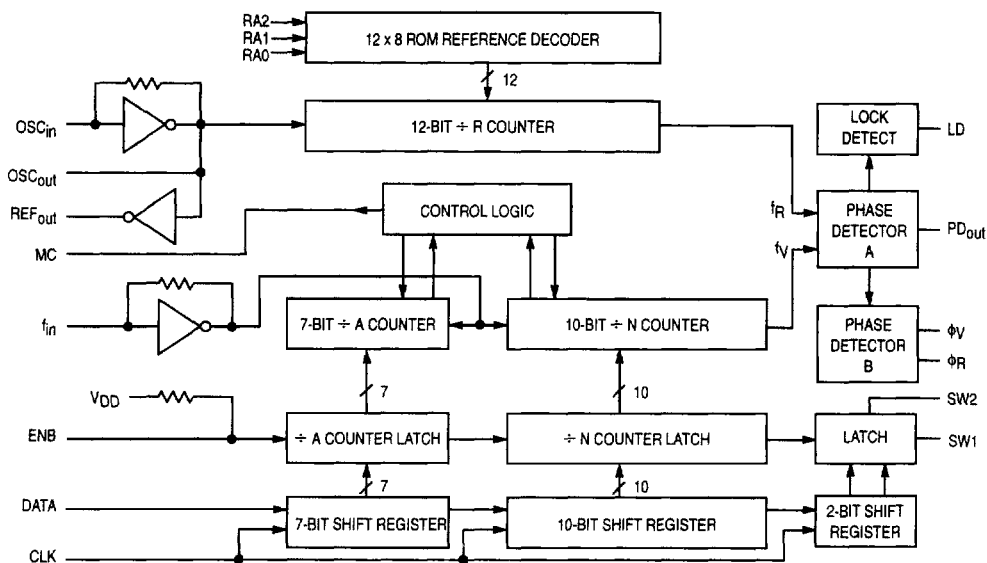 RA2
RA1
RA0
12 x 8 ROM REFERENCE DECODER
12
OSCin
12-BIT ÷ R COUNTER
LOCK
DETECT
LD
OSCout
REFout
CONTROL LOGIC
fR
PHASE
DETECTOR
A
PDout
MC
fV
fin
7-BIT ÷ A COUNTER
10-BIT ÷ N COUNTER
PHASE
DETECTOR
B
ϕV
ϕR
7
10
VDD
SW2
ENB
÷ A COUNTER LATCH
÷ N COUNTER LATCH
LATCH
SW1
7
10
DATA
7-BIT SHIFT REGISTER
10-BIT SHIFT REGISTER
2-BIT SHIFT
REGISTER
CLK